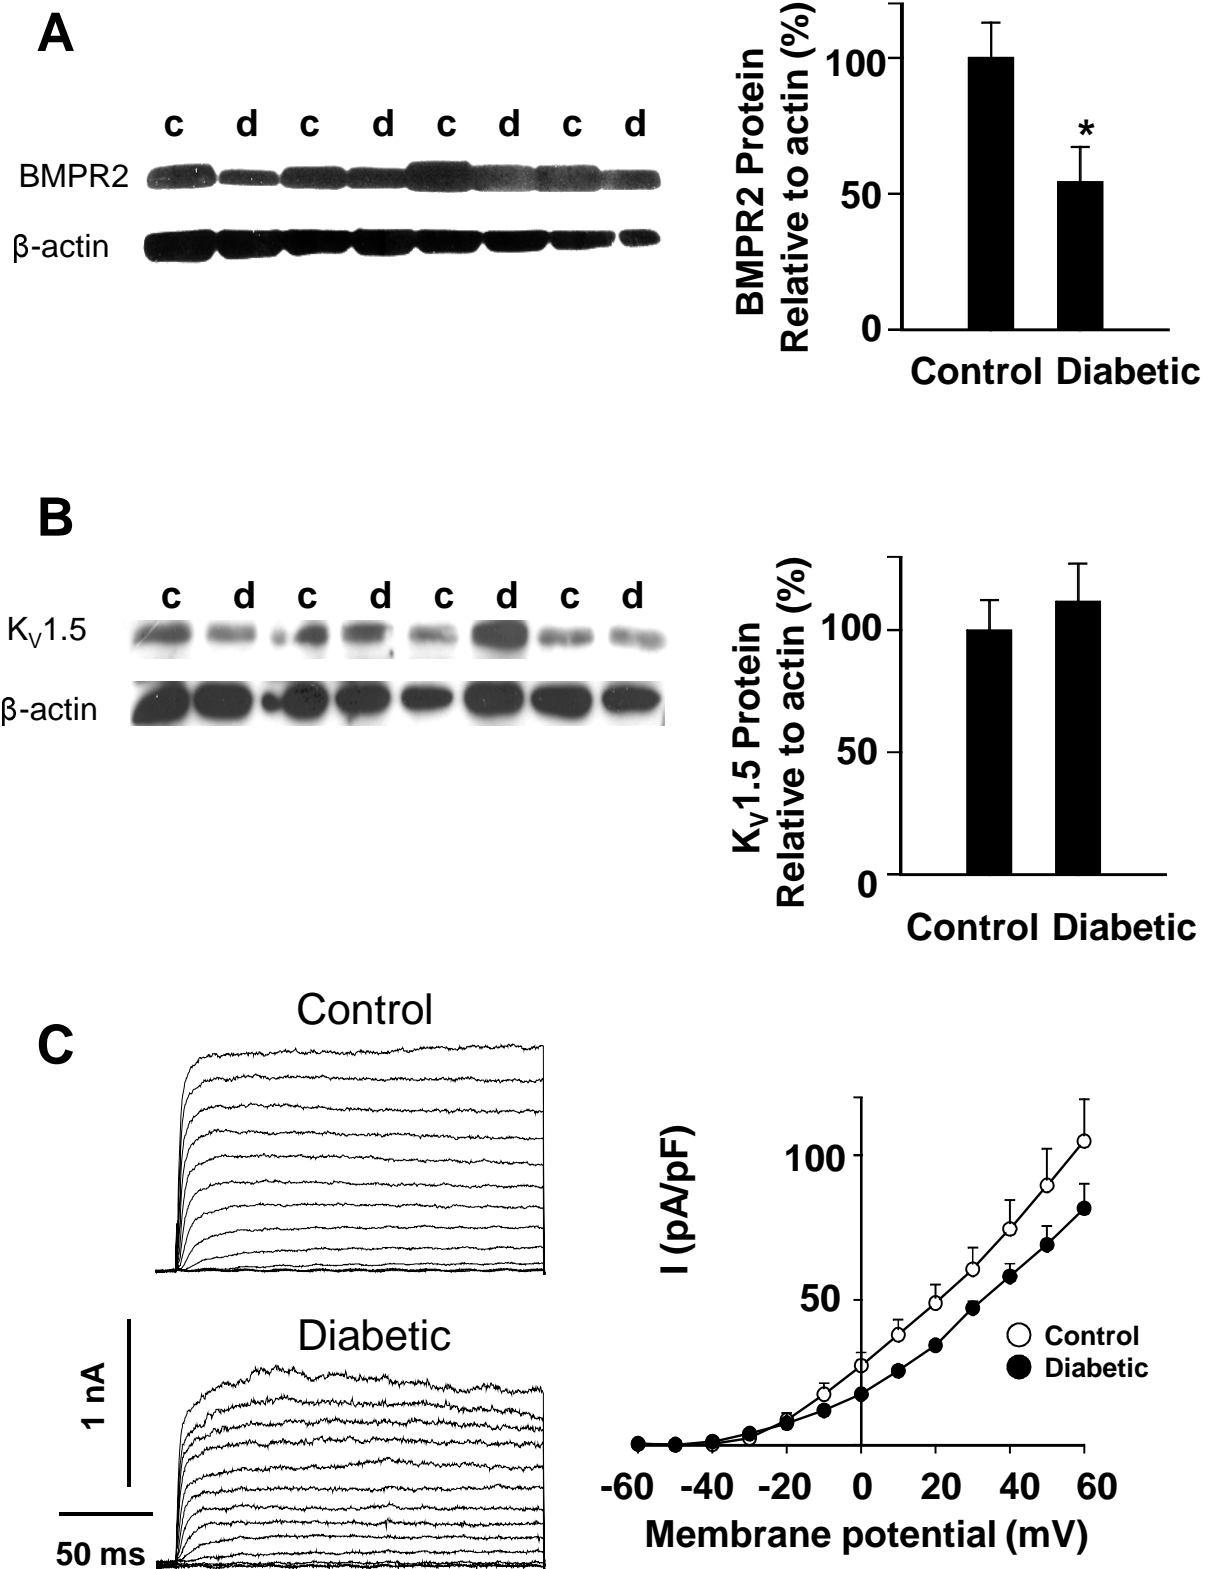 A
c d c d c d c d
BMPR2
β-actin
BMPR2 Protein
Relative to actin (%)
100
50
0
*
Control Diabetic
B
c d c d c d c d
KV1.5
β-actin
KV1.5 Protein
Relative to actin (%)
100
50
0
Control Diabetic
C
Control
Diabetic
1 nA
50 ms
I (pA/pF)
100
50
Control
Diabetic
-60 -40 -20 0 20 40 60
Membrane potential (mV)